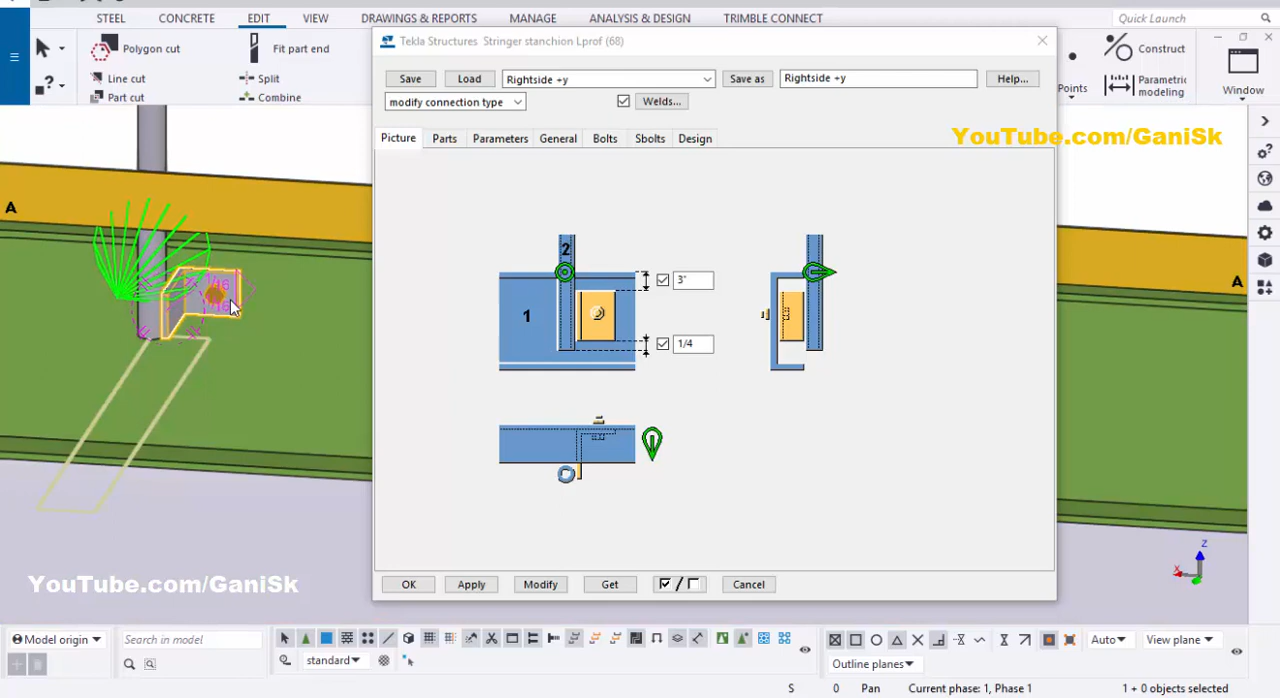 STEEL CONCRETE EDIT VIEW DRAWINGS & REPORTS MANAGE ANALYSIS & DESIGN TRIMBLE CONNECT Quick Launch
Polygon cut Fit part end
Line cut Split
Part cut Combine
Points
Construct
Parametric modeling
Window
Tekla Structures Stringer stanchion Lprof (68)
Save Load Rightside +y Save as Rightside +y Help...
modify connection type Welds...
Picture Parts Parameters General Bolts Sbolts Design
YouTube.com/GaniSk
A
A
2
1
3"
1/4
OK Apply Modify Get / Cancel
Z
X
YouTube.com/GaniSk
Model origin Search in model
standard
Auto View plane
Outline planes
S 0 Pan Current phase: 1, Phase 1 1 + 0 objects selected